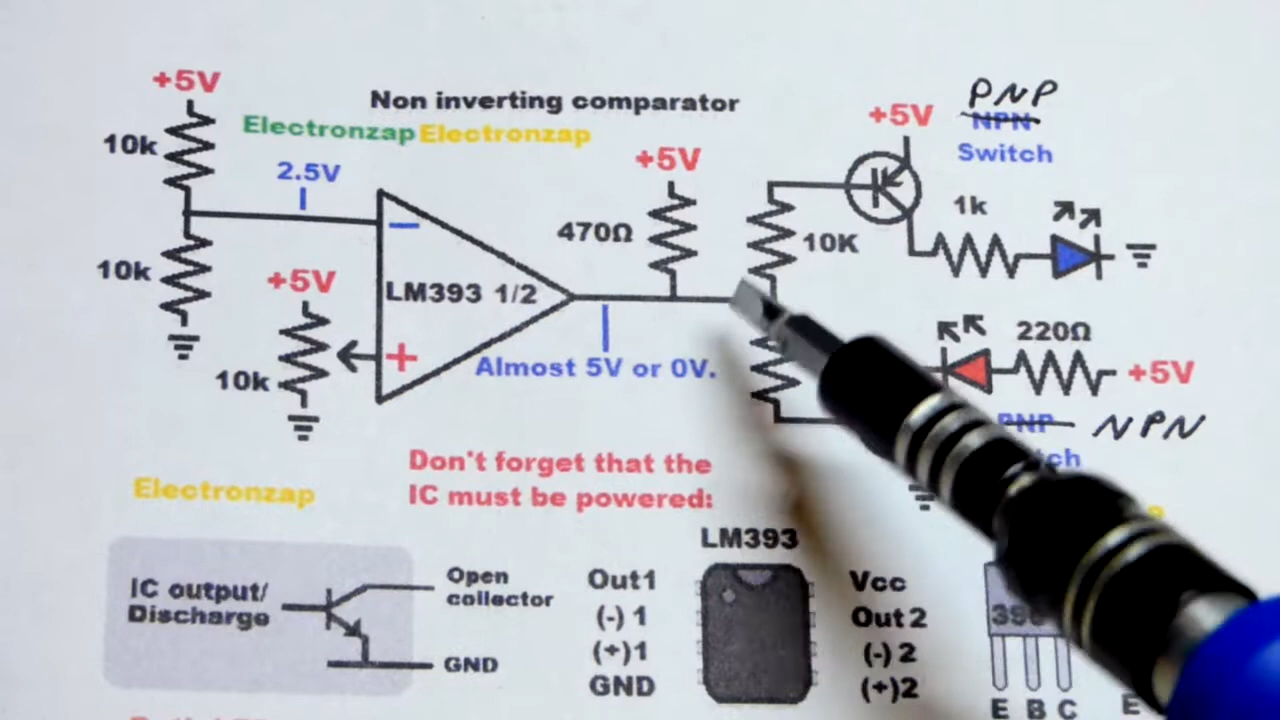 +5V
10k
10k
Non inverting comparator
Electronzap Electronzap
2.5V
+5V
10k
LM393 1/2
+5V
470Ω
Almost 5V or 0V.
10K
+5V
PNP
NPN
Switch
1k
220Ω
+5V
PNP NPN
Electronzap
Don't forget that the
IC must be powered:
IC output/
Discharge
Open
collector
GND
LM393
Out1
(-) 1
(+)1
GND
Vcc
Out 2
(-) 2
(+)2
E B C
E